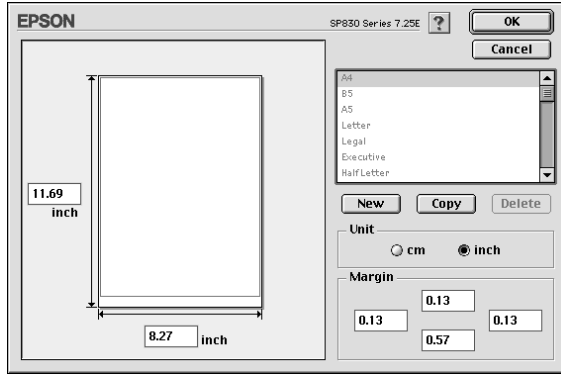 EPSON
SP830 Series 7.25E ? OK
Cancel
A4
B5
A5
Letter
Legal
Executive
HalfLetter
11.69
inch
8.27 inch
New Copy Delete
Unit
cm inch
Margin
0.13
0.13 0.13
0.57